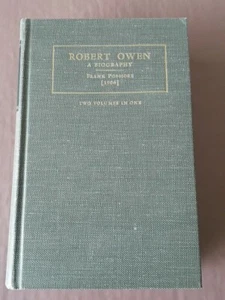 ROBERT OWEN
A BIOGRAPHY
FRANK PODMORE
[1906]
TWO VOLUMES IN ONE